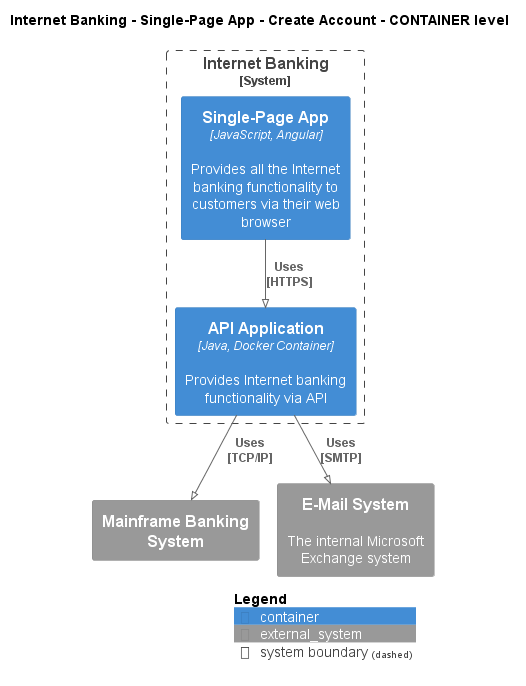 Internet Banking - Single-Page App - Create Account - CONTAINER level
Internet Banking
[System]
Single-Page App
[JavaScript, Angular]
Provides all the Internet
banking functionality to
customers via their web
browser
Uses
[HTTPS]
API Application
[Java, Docker Container]
Provides Internet banking
functionality via API
Uses
[TCP/IP]
Uses
[SMTP]
Mainframe Banking
System
E-Mail System
The internal Microsoft
Exchange system
Legend
container
external_system
system boundary (dashed)